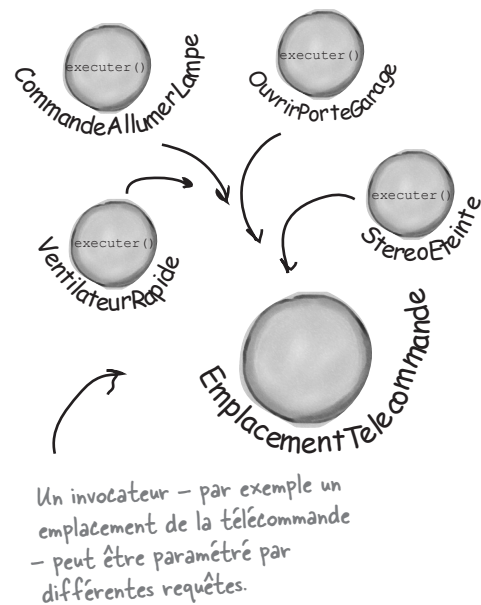 executer()
CommandeAllumerLampe
executer()
OuvrirPorteGarage
executer()
StereoEteinte
executer()
VentilateurRapide
EmplacementTelecommande
Un invocateur – par exemple un
emplacement de la télécommande
– peut être paramétré par
différentes requêtes.